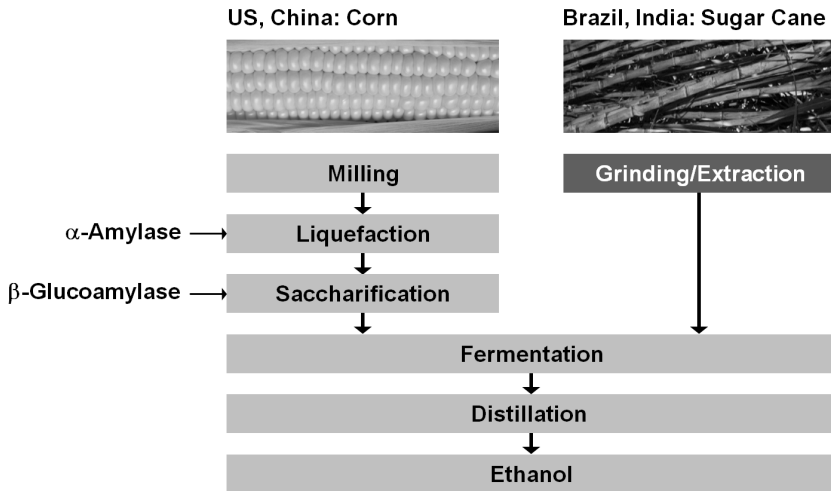 US, China: Corn
Brazil, India: Sugar Cane
Milling
Grinding/Extraction
α-Amylase
Liquefaction
β-Glucoamylase
Saccharification
Fermentation
Distillation
Ethanol